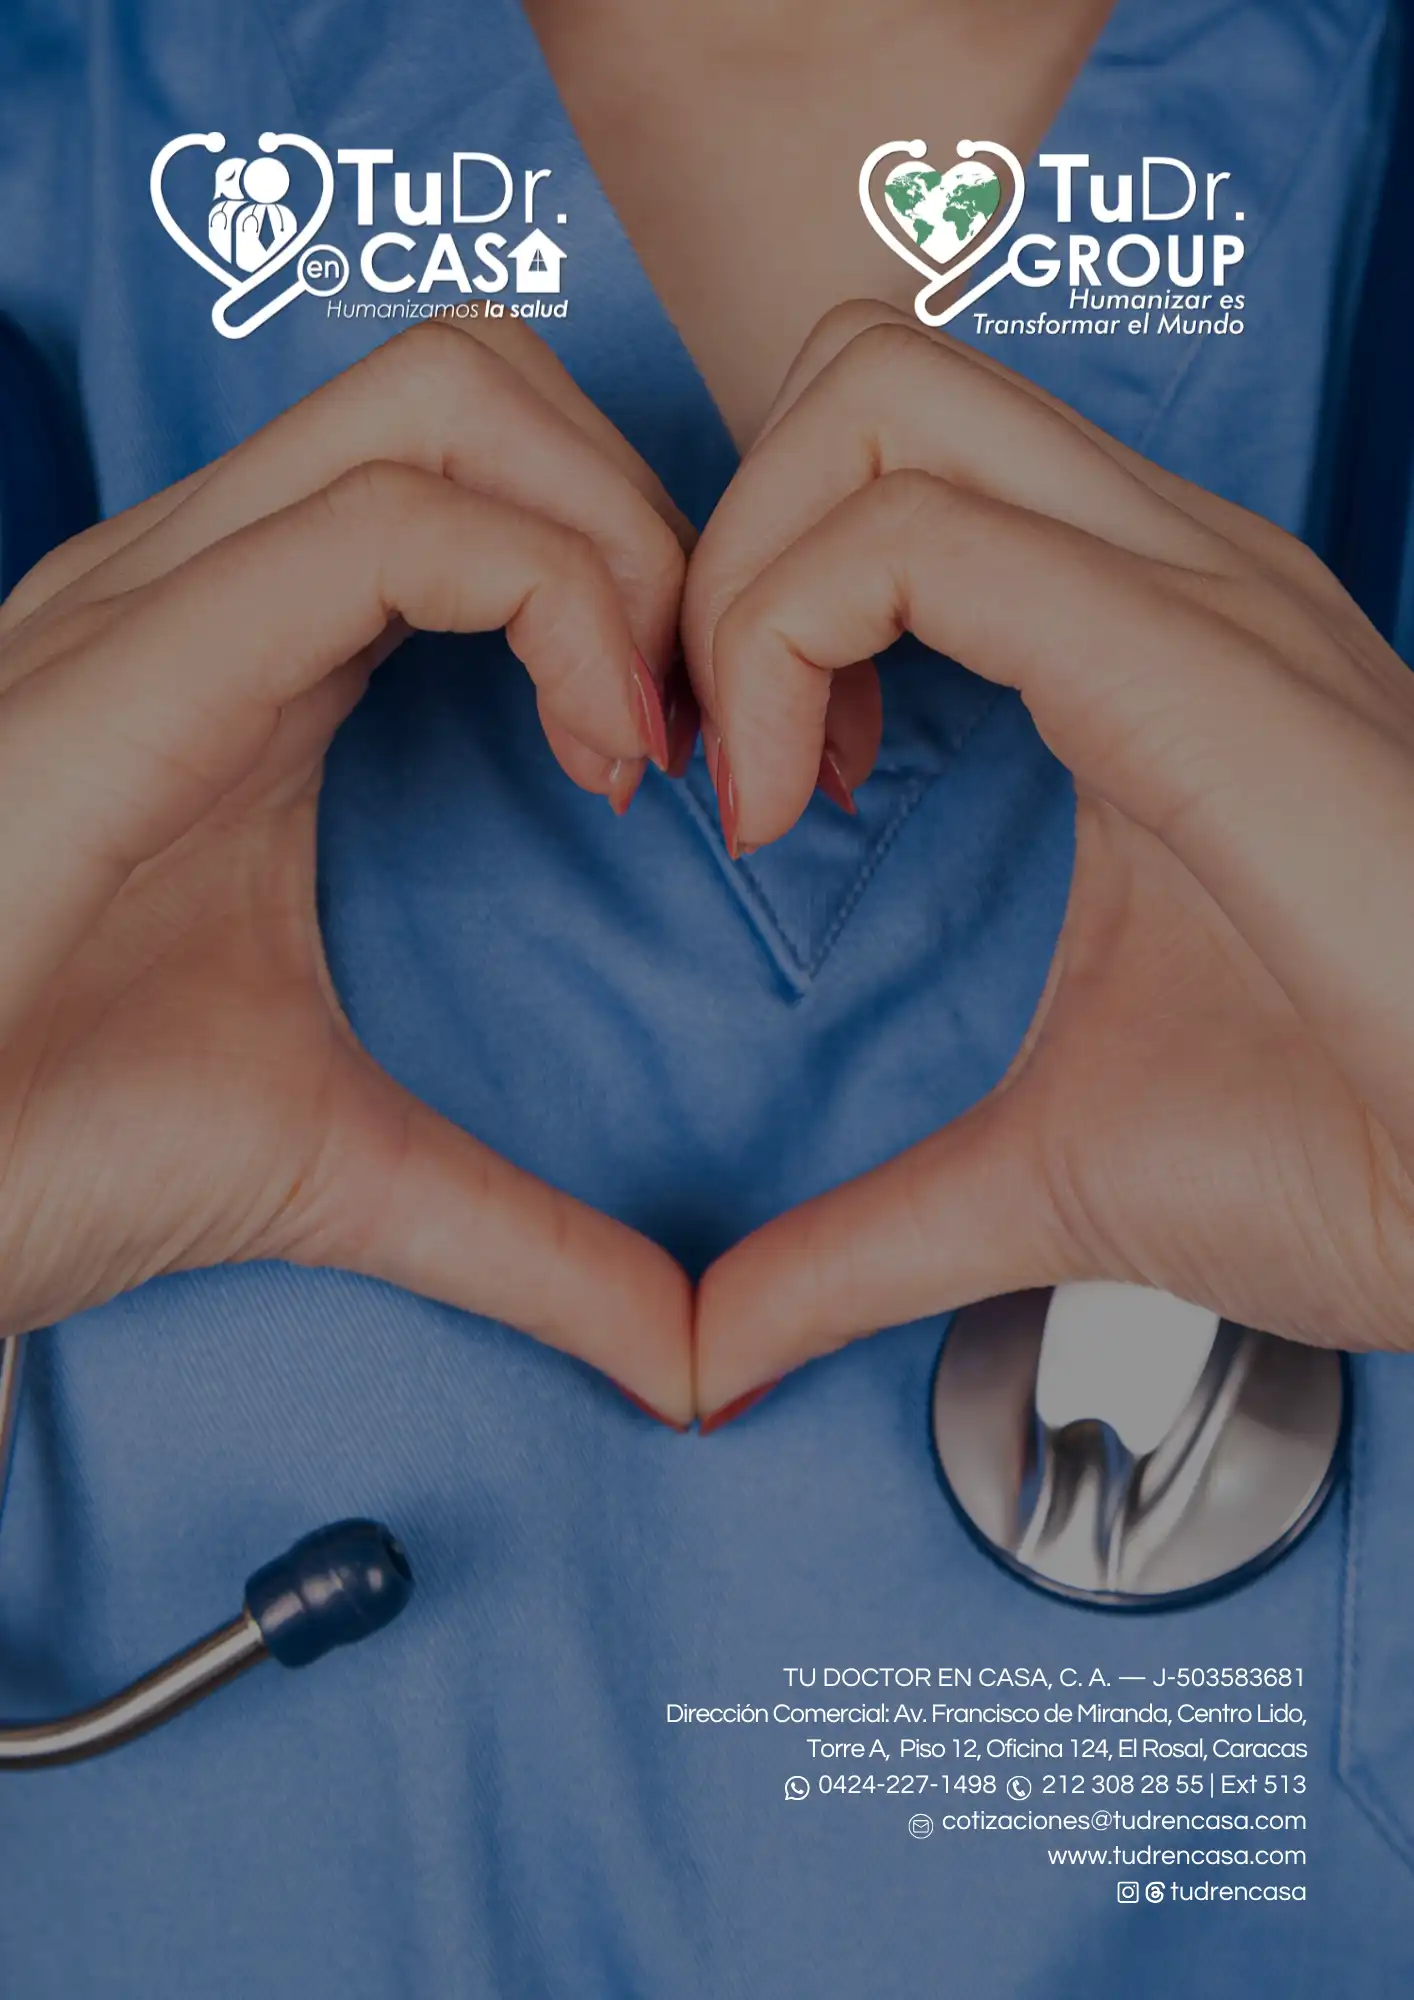 TuDr.
en CASA
Humanizamos la salud
TuDr.
GROUP
Humanizar es
Transformar el Mundo
TU DOCTOR EN CASA, C. A. — J-503583681
Dirección Comercial: Av. Francisco de Miranda, Centro Lido,
Torre A, Piso 12, Oficina 124, El Rosal, Caracas
0424-227-1498 212 308 28 55 | Ext 513
cotizaciones@tudrencasa.com
www.tudrencasa.com
tudrencasa